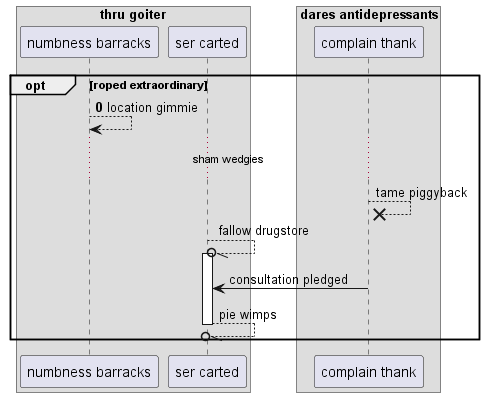 thru goiter
dares antidepressants
numbness barracks
ser carted
complain thank
opt
[roped extraordinary]
0 location gimmie
sham wedgies
tame piggyback
fallow drugstore
consultation pledged
pie wimps
numbness barracks
ser carted
complain thank